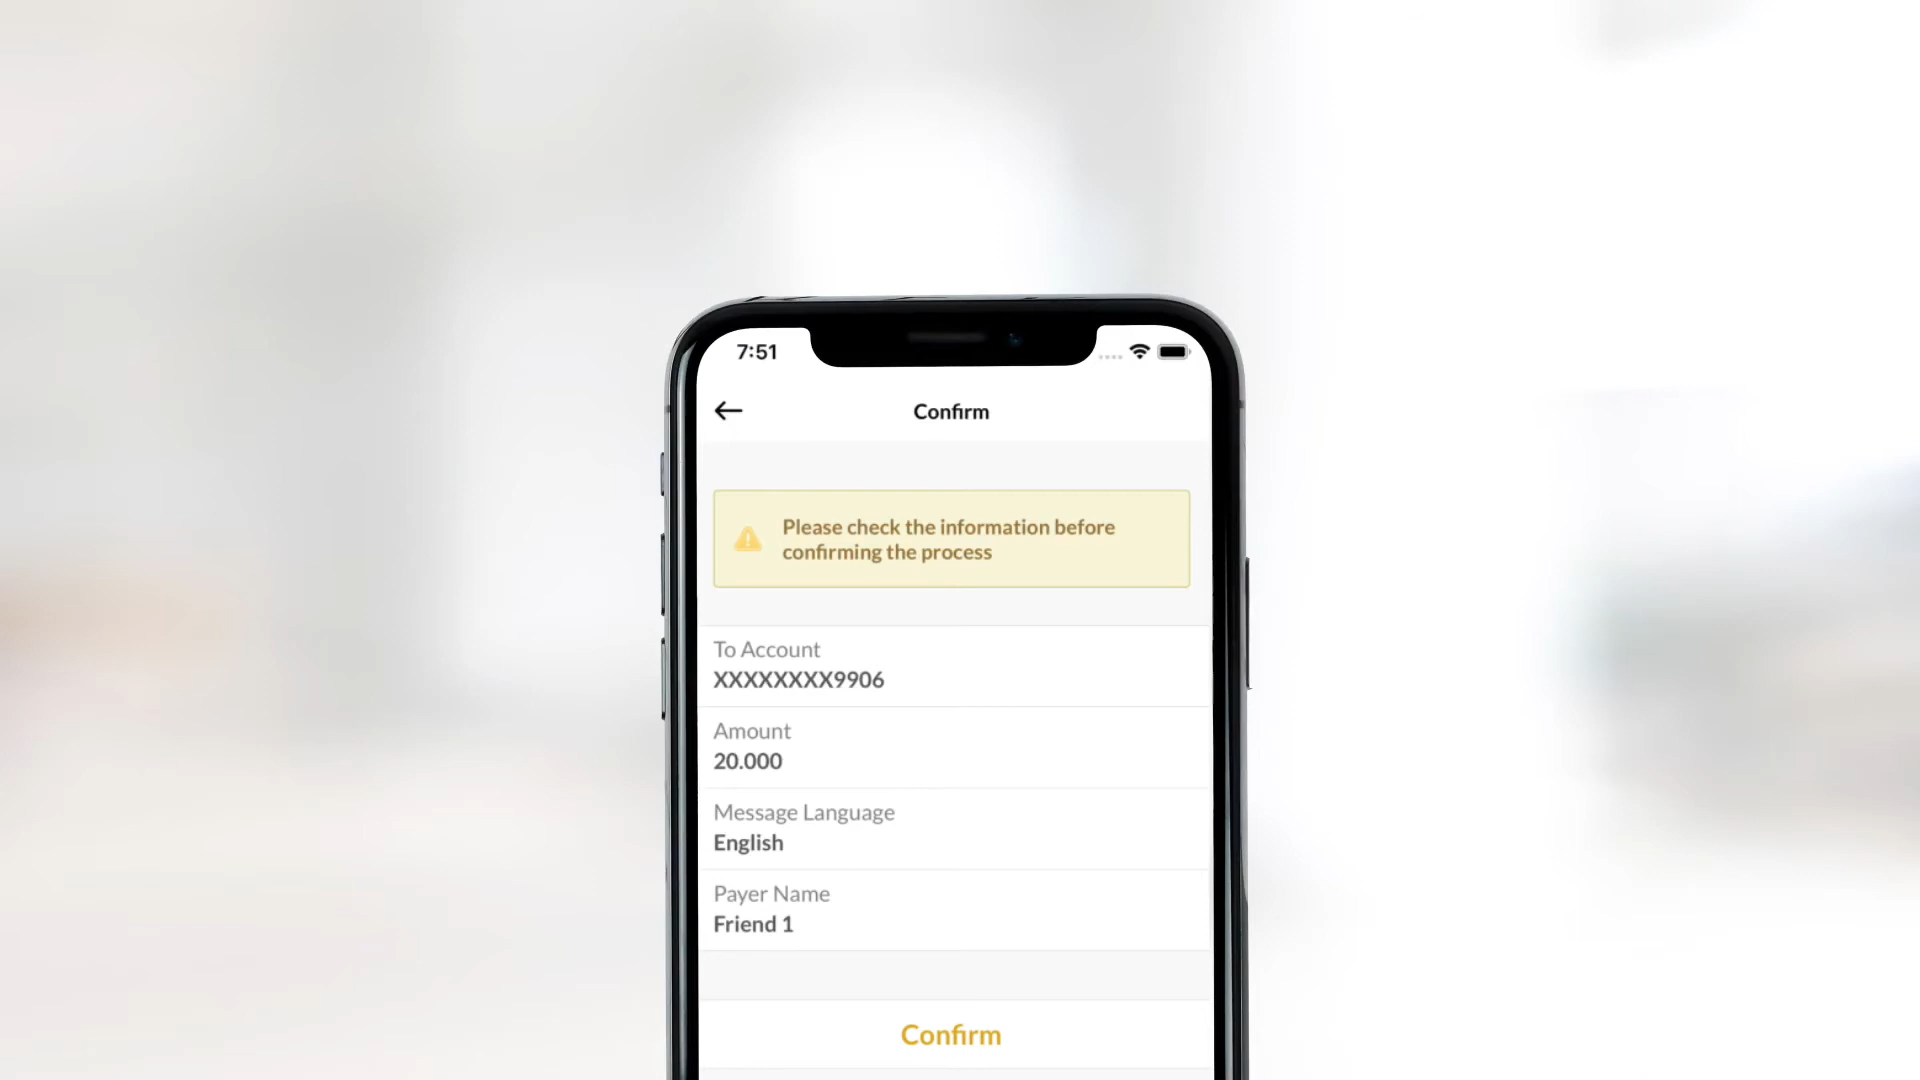 7:51
Confirm
Please check the information before
confirming the process
To Account
XXXXXXXX9906
Amount
20.000
Message Language
English
Payer Name
Friend 1
Confirm